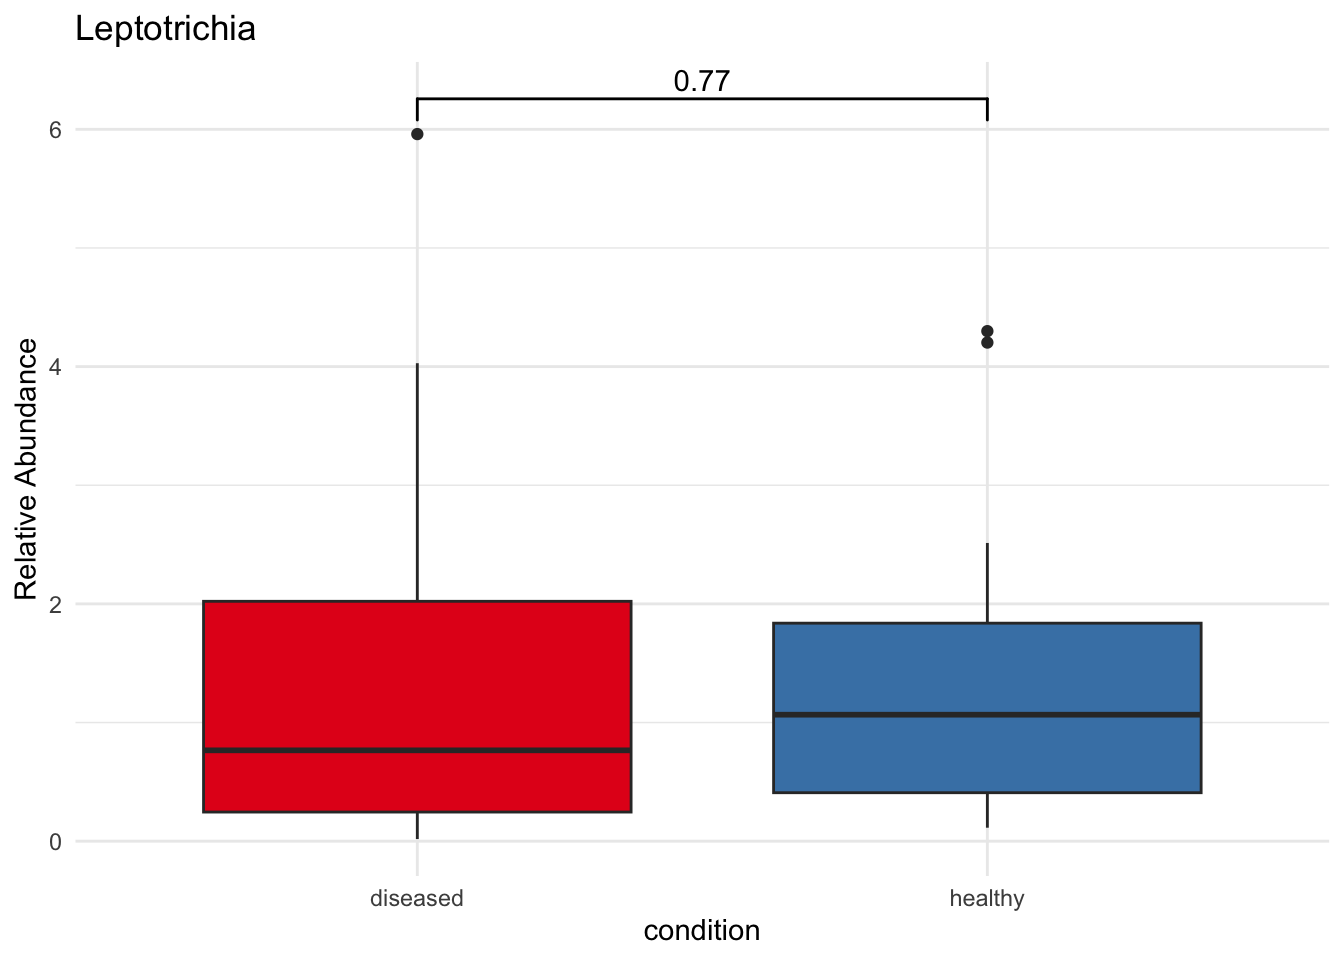 Leptotrichia
0.77
6
4
2
0
Relative Abundance
diseased
healthy
condition